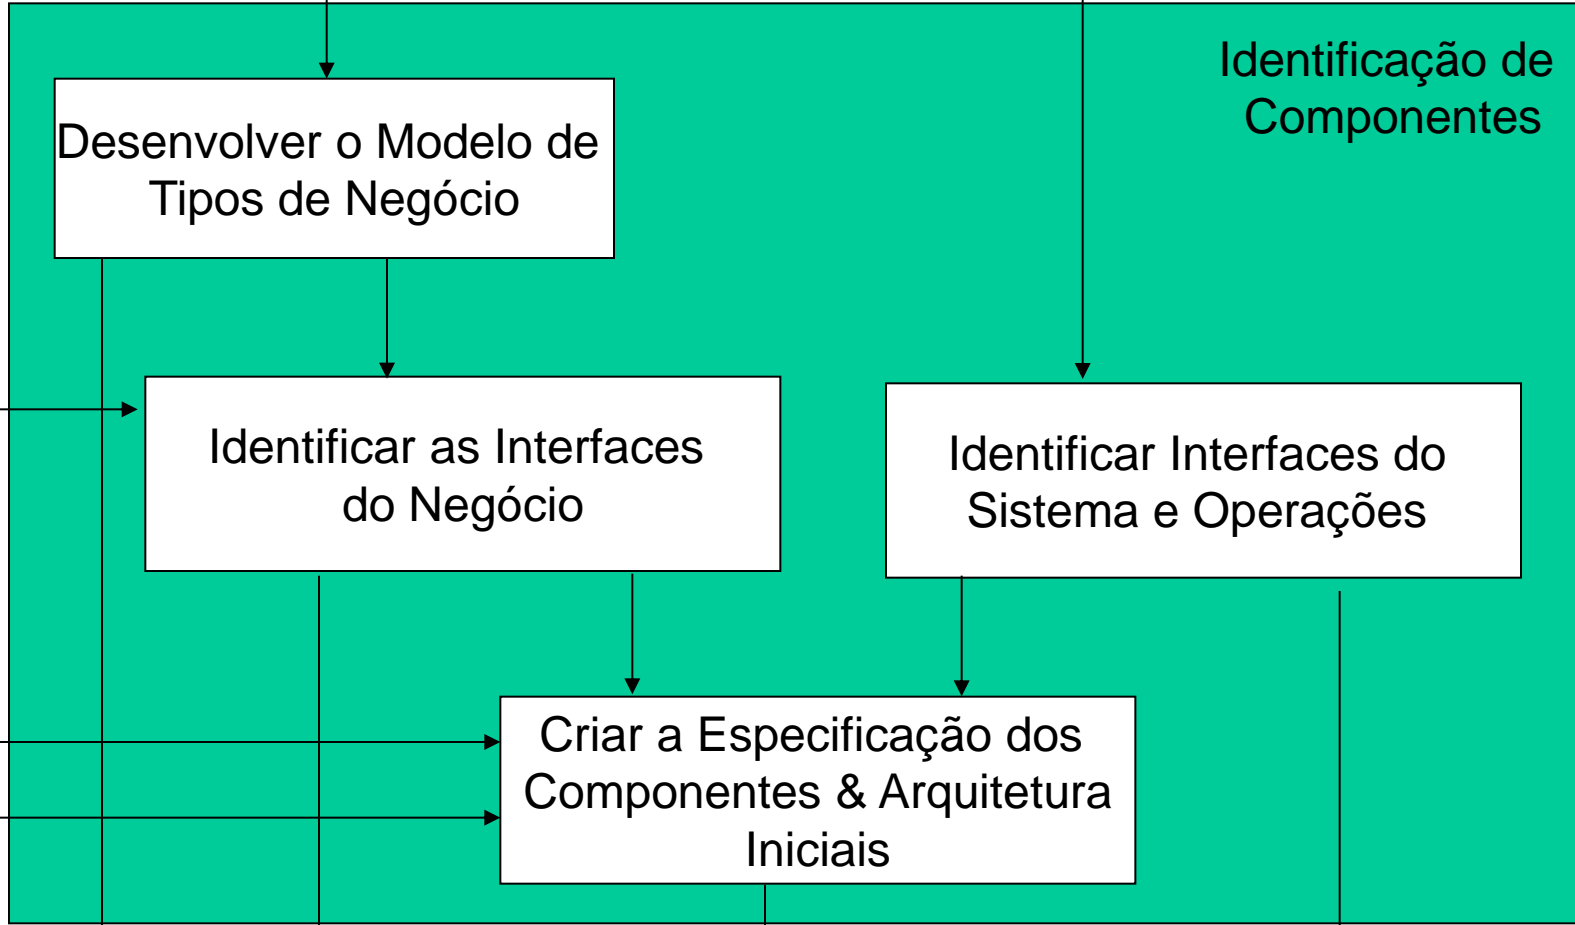 Identificação de
Componentes
Desenvolver o Modelo de
Tipos de Negócio
Identificar as Interfaces
do Negócio
Identificar Interfaces do
Sistema e Operações
Criar a Especificação dos
Componentes & Arquitetura
Iniciais